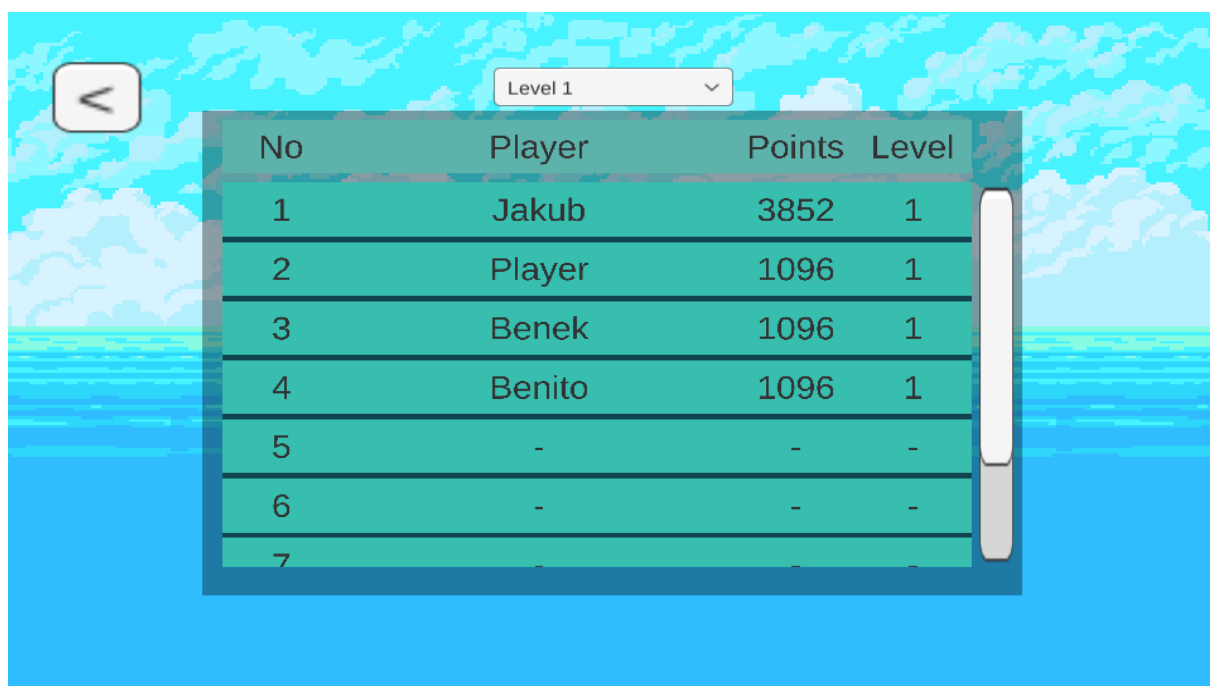 <
Level 1
No Player Points Level
1 Jakub 3852 1
2 Player 1096 1
3 Benek 1096 1
4 Benito 1096 1
5 - - -
6 - - -
7 - - -